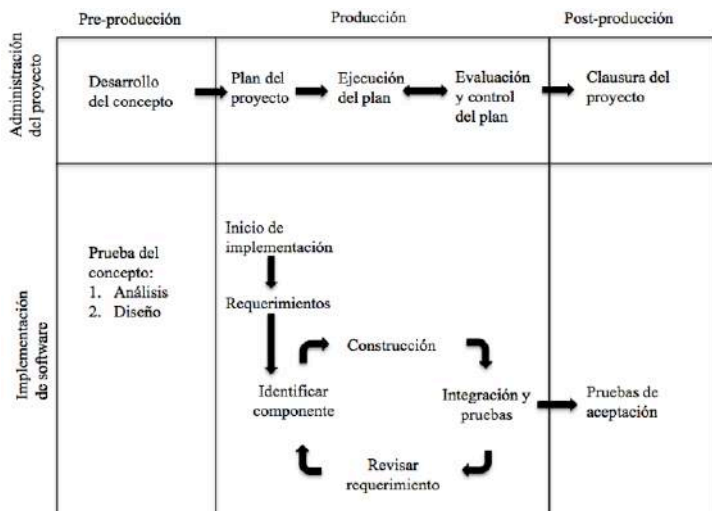 Pre-producción
Producción
Post-producción
Administración
del proyecto
Desarrollo
del concepto
Plan del
proyecto
Ejecución
del plan
Evaluación
y control
del plan
Clausura del
proyecto
Implementación
de software
Prueba del
concepto:
1. Análisis
2. Diseño
Inicio de
implementación
Requerimientos
Construcción
Identificar
componente
Integración y
pruebas
Revisar
requerimiento
Pruebas de
aceptación